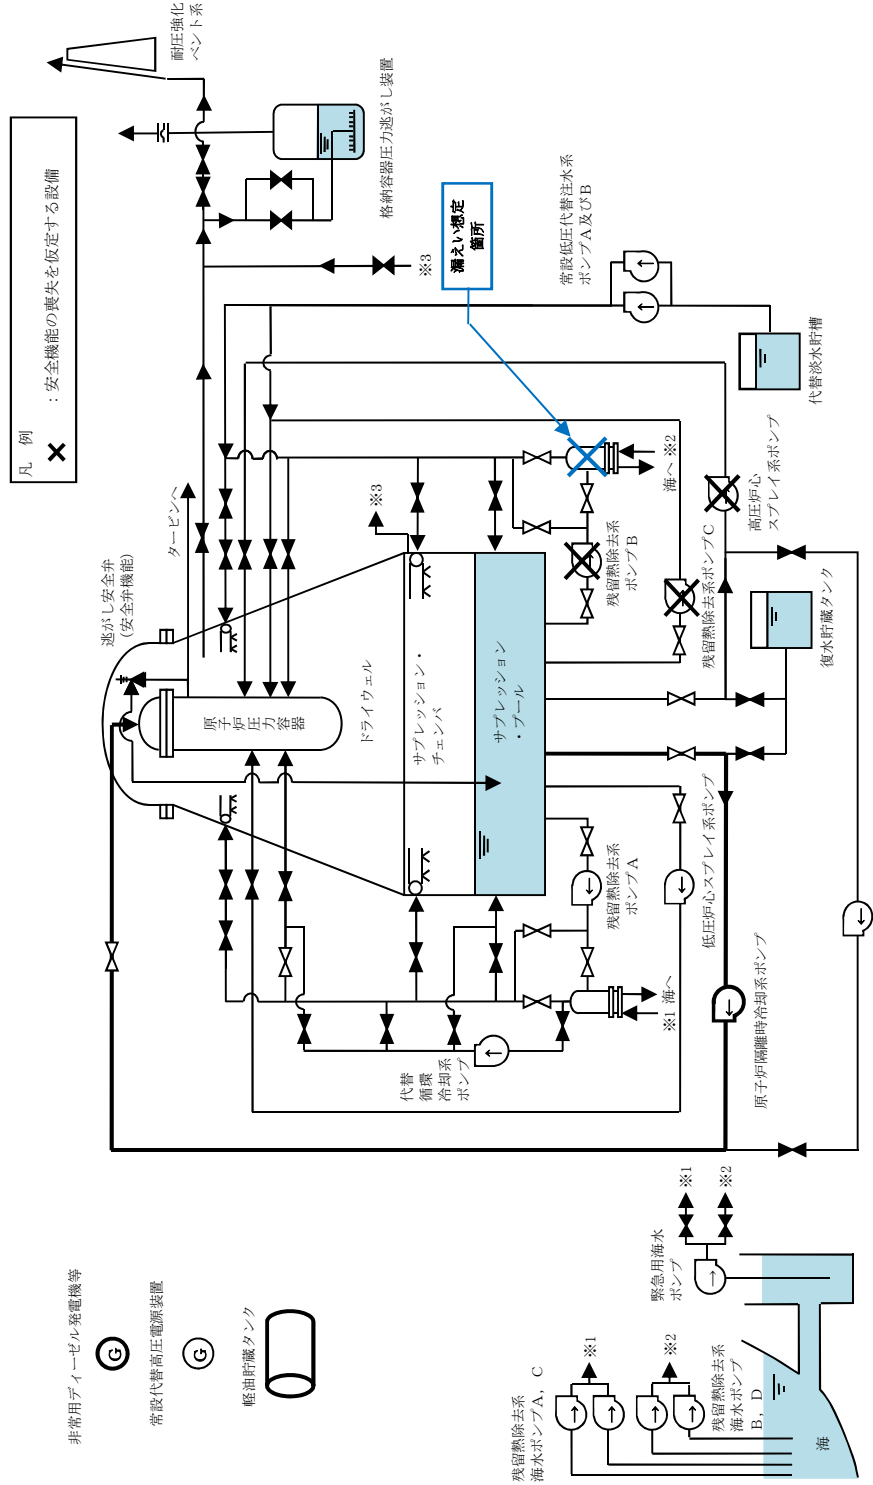 凡 例
：安全機能の喪失を仮定する設備
耐圧強化
ベント系
格納容器圧力逃がし装置
※3
漏えい想定
箇所
常設低圧代替注水系
ポンプA及びB
代替淡水貯槽
タービンへ
※3
海へ ※2
高圧炉心
スプレイ系ポンプ
残留熱除去系
ポンプB
残留熱除去系ポンプC
復水貯蔵タンク
逃がし安全弁
(安全弁機能)
原子炉圧力容器
ドライウェル
サプレッション・
チェンバ
サプレッション
・プール
残留熱除去系
ポンプA
低圧炉心スプレイ系ポンプ
原子炉隔離時冷却系ポンプ
※1 海へ
代替
循環
冷却系
ポンプ
非常用ディーゼル発電機等
G
常設代替高圧電源装置
G
軽油貯蔵タンク
※1
※2
緊急用海水
ポンプ
※1
※2
残留熱除去系
海水ポンプA，C
残留熱除去系
海水ポンプ
B，D
海